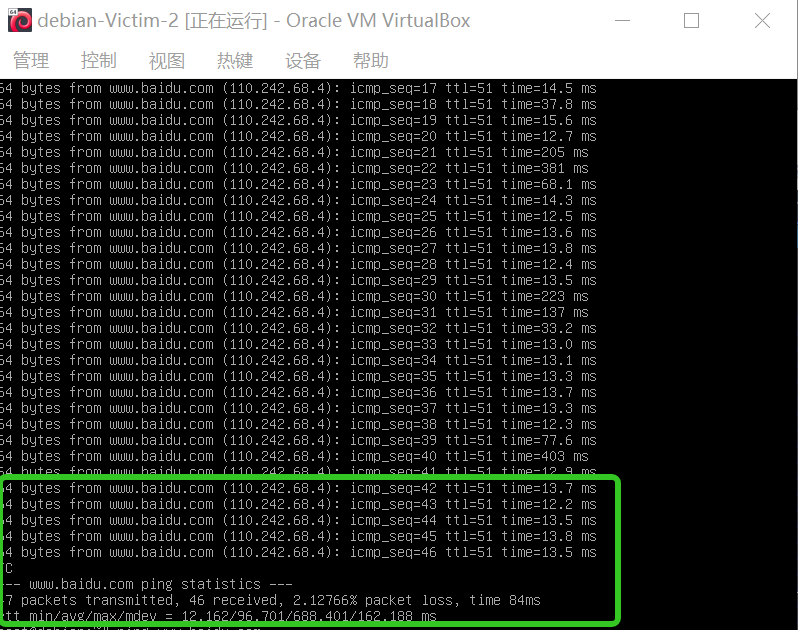 debian-Victim-2 [正在运行] - Oracle VM VirtualBox
管理 控制 视图 热键 设备 帮助
64 bytes from www.baidu.com (110.242.68.4): icmp_seq=17 ttl=51 time=14.5 ms
64 bytes from www.baidu.com (110.242.68.4): icmp_seq=18 ttl=51 time=37.8 ms
64 bytes from www.baidu.com (110.242.68.4): icmp_seq=19 ttl=51 time=15.6 ms
64 bytes from www.baidu.com (110.242.68.4): icmp_seq=20 ttl=51 time=12.7 ms
64 bytes from www.baidu.com (110.242.68.4): icmp_seq=21 ttl=51 time=205 ms
64 bytes from www.baidu.com (110.242.68.4): icmp_seq=22 ttl=51 time=381 ms
64 bytes from www.baidu.com (110.242.68.4): icmp_seq=23 ttl=51 time=68.1 ms
64 bytes from www.baidu.com (110.242.68.4): icmp_seq=24 ttl=51 time=14.3 ms
64 bytes from www.baidu.com (110.242.68.4): icmp_seq=25 ttl=51 time=12.5 ms
64 bytes from www.baidu.com (110.242.68.4): icmp_seq=26 ttl=51 time=13.6 ms
64 bytes from www.baidu.com (110.242.68.4): icmp_seq=27 ttl=51 time=13.8 ms
64 bytes from www.baidu.com (110.242.68.4): icmp_seq=28 ttl=51 time=12.4 ms
64 bytes from www.baidu.com (110.242.68.4): icmp_seq=29 ttl=51 time=13.5 ms
64 bytes from www.baidu.com (110.242.68.4): icmp_seq=30 ttl=51 time=223 ms
64 bytes from www.baidu.com (110.242.68.4): icmp_seq=31 ttl=51 time=137 ms
64 bytes from www.baidu.com (110.242.68.4): icmp_seq=32 ttl=51 time=33.2 ms
64 bytes from www.baidu.com (110.242.68.4): icmp_seq=33 ttl=51 time=13.0 ms
64 bytes from www.baidu.com (110.242.68.4): icmp_seq=34 ttl=51 time=13.1 ms
64 bytes from www.baidu.com (110.242.68.4): icmp_seq=35 ttl=51 time=13.3 ms
64 bytes from www.baidu.com (110.242.68.4): icmp_seq=36 ttl=51 time=13.7 ms
64 bytes from www.baidu.com (110.242.68.4): icmp_seq=37 ttl=51 time=13.3 ms
64 bytes from www.baidu.com (110.242.68.4): icmp_seq=38 ttl=51 time=12.3 ms
64 bytes from www.baidu.com (110.242.68.4): icmp_seq=39 ttl=51 time=77.6 ms
64 bytes from www.baidu.com (110.242.68.4): icmp_seq=40 ttl=51 time=403 ms
64 bytes from www.baidu.com (110.242.68.4): icmp_seq=41 ttl=51 time=12.9 ms
64 bytes from www.baidu.com (110.242.68.4): icmp_seq=42 ttl=51 time=13.7 ms
64 bytes from www.baidu.com (110.242.68.4): icmp_seq=43 ttl=51 time=12.2 ms
64 bytes from www.baidu.com (110.242.68.4): icmp_seq=44 ttl=51 time=13.5 ms
64 bytes from www.baidu.com (110.242.68.4): icmp_seq=45 ttl=51 time=13.8 ms
64 bytes from www.baidu.com (110.242.68.4): icmp_seq=46 ttl=51 time=13.5 ms
^C
--- www.baidu.com ping statistics ---
47 packets transmitted, 46 received, 2.12766% packet loss, time 84ms
rtt min/avg/max/mdev = 12.162/96.701/688.401/162.188 ms